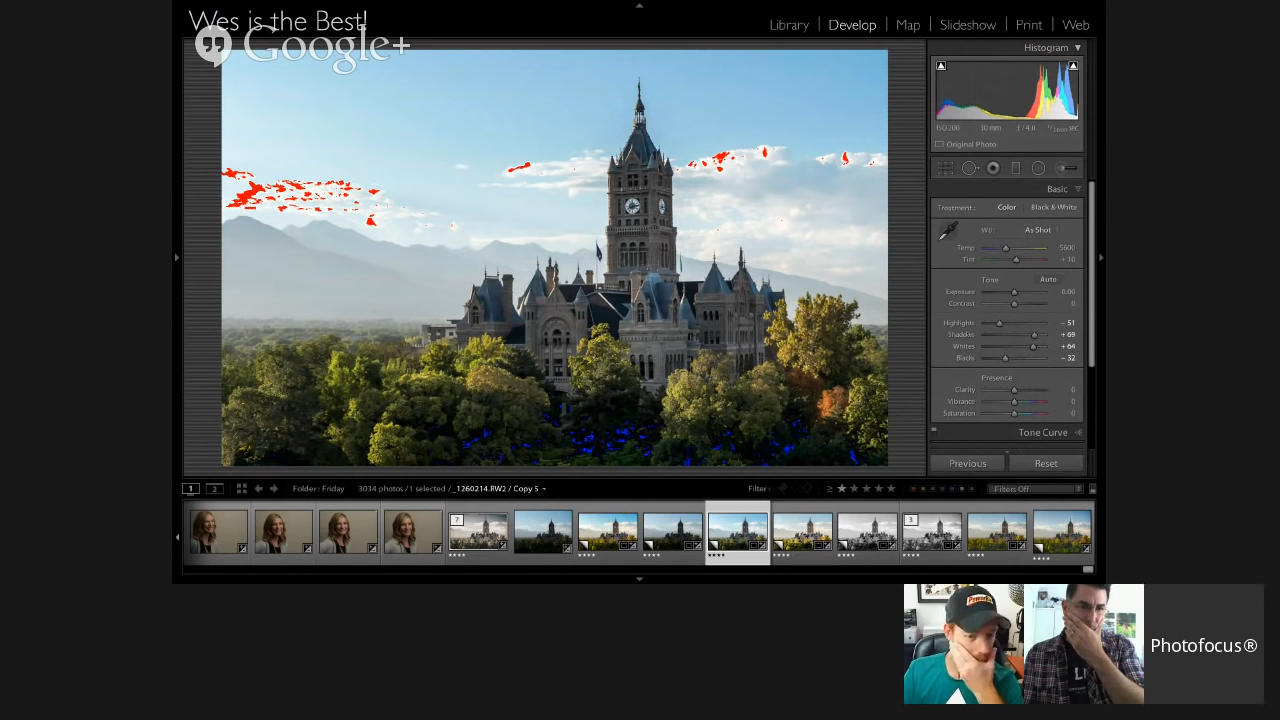 Wes is the Best!
Google+
Library | Develop | Map | Slideshow | Print | Web
Histogram
ISO 200 10 mm f / 4.0
Original Photo
Basic
Treatment : Color Black & White
WB: As Shot
Temp 5600
Tint + 10
Tone Auto
Exposure 0.00
Contrast 0
Highlights − 51
Shadows + 69
Whites + 64
Blacks − 32
Presence
Clarity 0
Vibrance 0
Saturation 0
Tone Curve
Previous Reset
1 2 Folder : Friday 3034 photos / 1 selected / _1260214.RW2 / Copy 5 Filter : Filters Off
7
3
Photofocus®